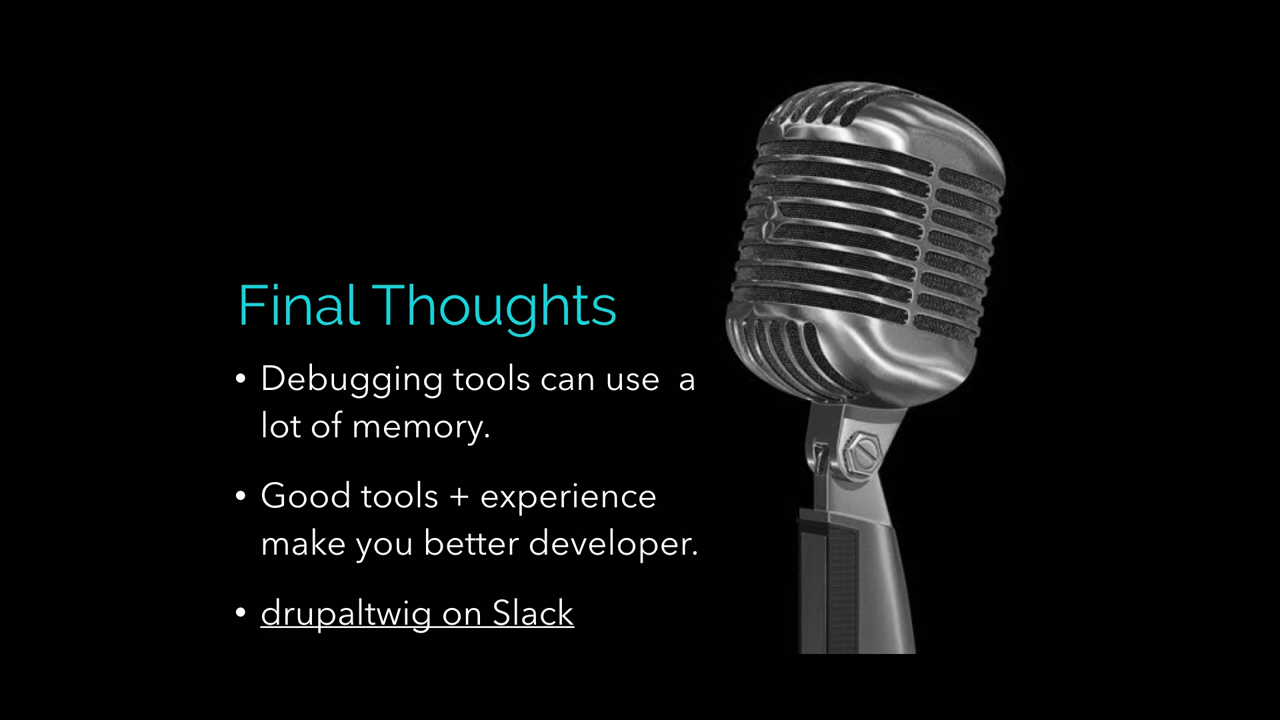 Final Thoughts
• Debugging tools can use  a
lot of memory.
• Good tools + experience
make you better developer.
• drupaltwig on Slack